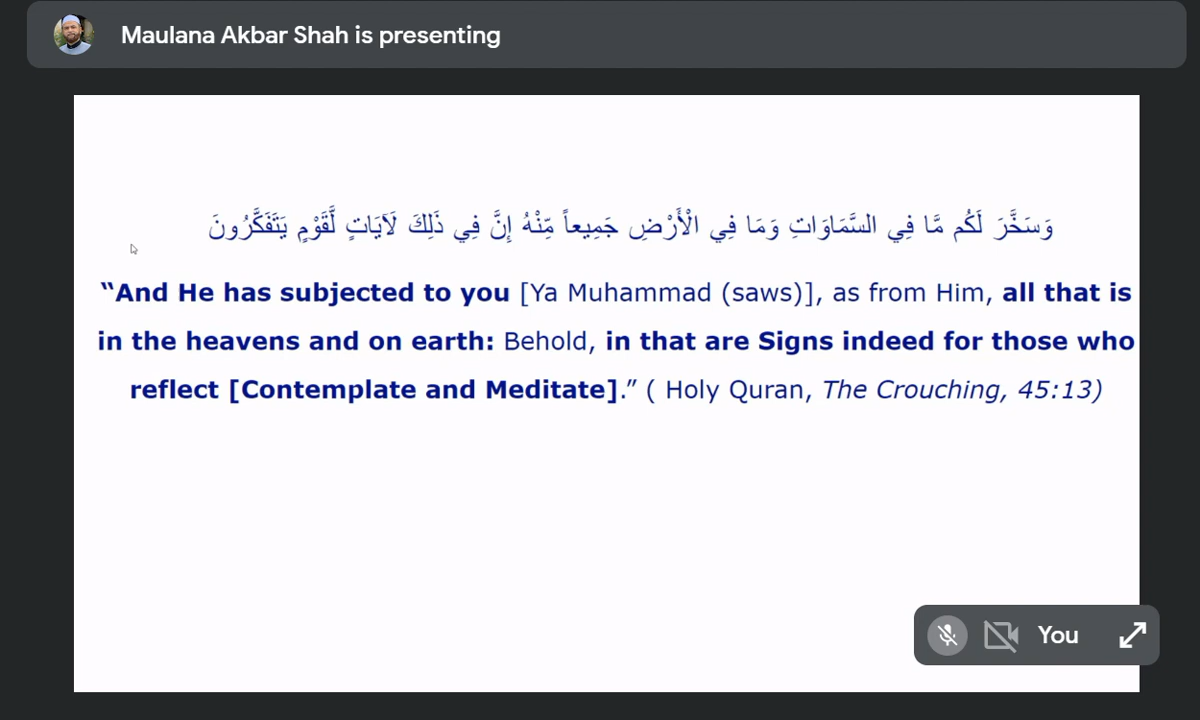 Maulana Akbar Shah is presenting
وَسَخَّرَ لَكُم مَّا فِي السَّمَاوَاتِ وَمَا فِي الْأَرْضِ جَمِيعاً مِّنْهُ إِنَّ فِي ذَلِكَ لَآيَاتٍ لَّقَوْمٍ يَتَفَكَّرُونَ
“And He has subjected to you [Ya Muhammad (saws)], as from Him, all that is
in the heavens and on earth: Behold, in that are Signs indeed for those who
reflect [Contemplate and Meditate].” ( Holy Quran, The Crouching, 45:13)
You